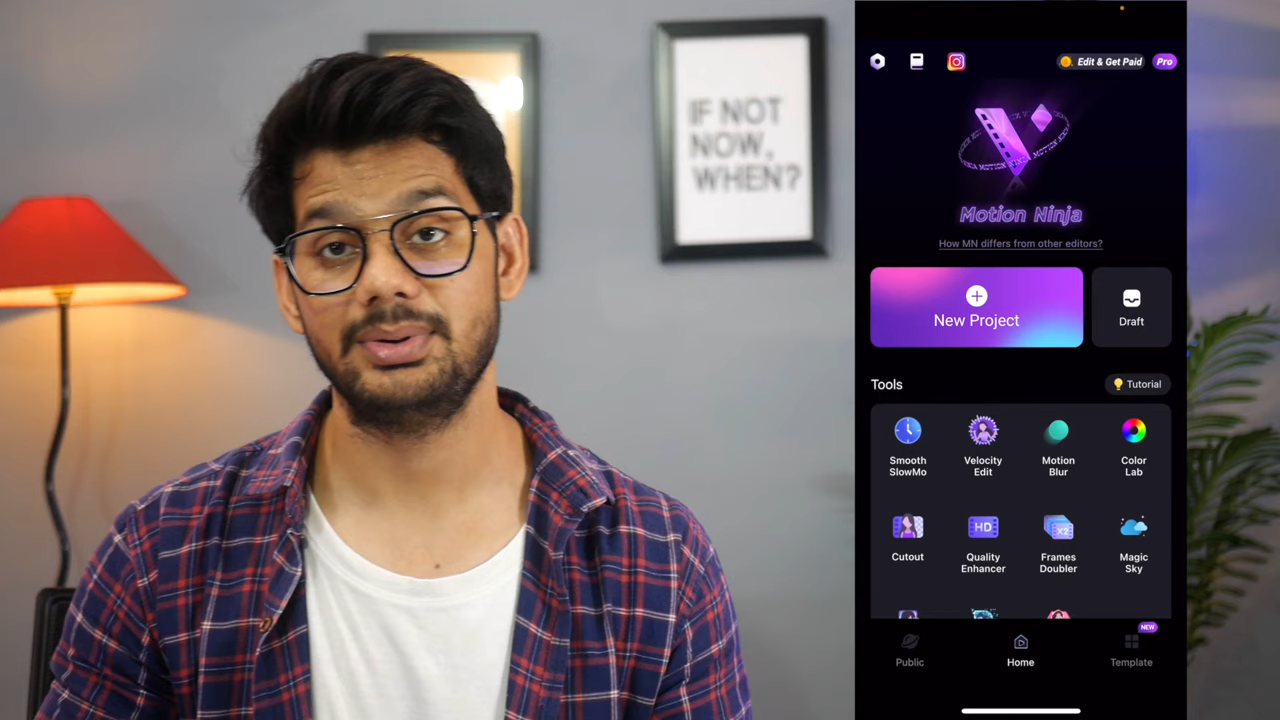 IF NOT
NOW,
WHEN?
Edit & Get Paid
Pro
Motion Ninja
How MN differs from other editors?
New Project
Draft
Tools
Tutorial
Smooth
SlowMo
Velocity
Edit
Motion
Blur
Color
Lab
Cutout
HD
Quality
Enhancer
X2
Frames
Doubler
Magic
Sky
NEW
Public
Home
Template